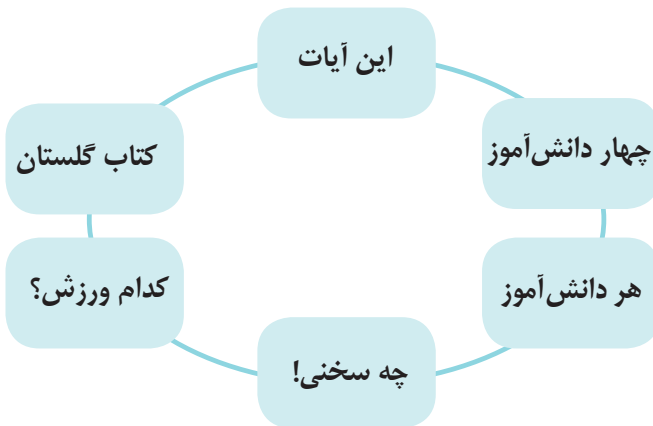 این آیات
چهار دانش‌آموز
کتاب گلستان
هر دانش‌آموز
کدام ورزش؟
چه سخنی!